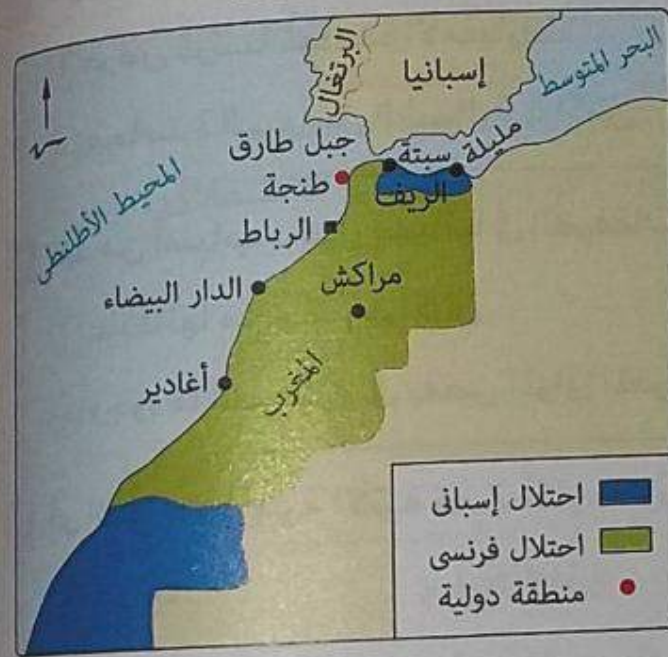 البحر المتوسط
إسبانيا
البرتغال
مليلة
سبتة
جبل طارق
الريف
طنجة
المحيط الأطلنطى
الرباط
مراكش
الدار البيضاء
أغادير
المغرب
احتلال إسبانى
احتلال فرنسى
منطقة دولية